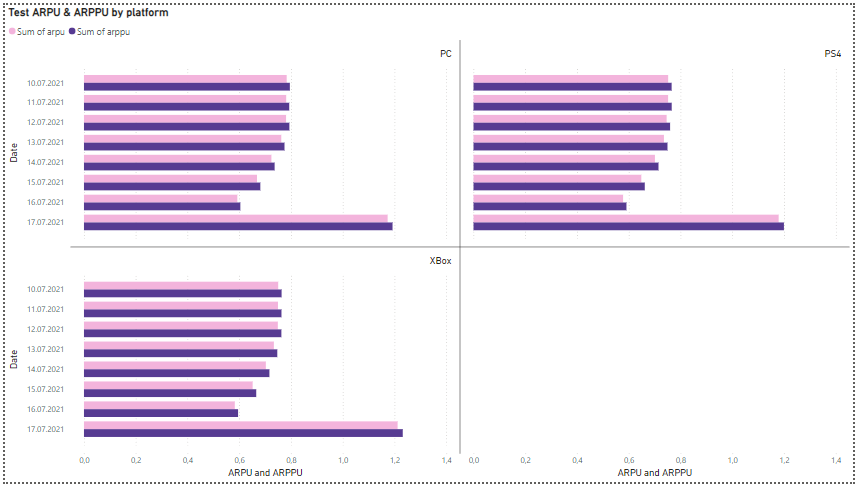 Test ARPU & ARPPU by platform
Sum of arpu Sum of arppu
PC
PS4
Date
10.07.2021
11.07.2021
12.07.2021
13.07.2021
14.07.2021
15.07.2021
16.07.2021
17.07.2021
XBox
Date
10.07.2021
11.07.2021
12.07.2021
13.07.2021
14.07.2021
15.07.2021
16.07.2021
17.07.2021
0,0 0,2 0,4 0,6 0,8 1,0 1,2 1,4
ARPU and ARPPU
0,0 0,2 0,4 0,6 0,8 1,0 1,2 1,4
ARPU and ARPPU